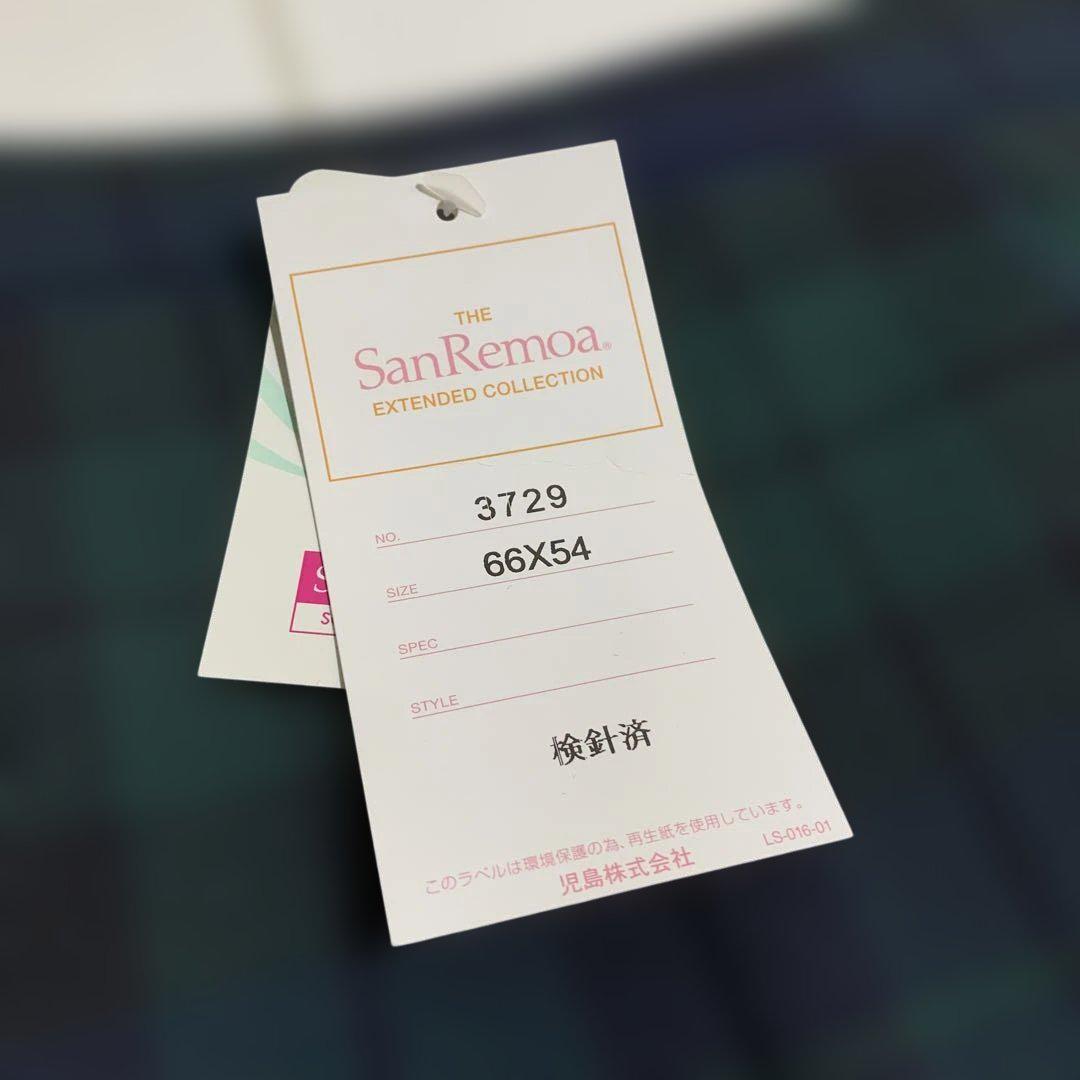 THE
SanRemoa®
EXTENDED COLLECTION
NO. 3729
SIZE 66X54
SPEC
STYLE
検針済
このラベルは環境保護の為、再生紙を使用しています。
児島株式会社 LS-016-01
S
S